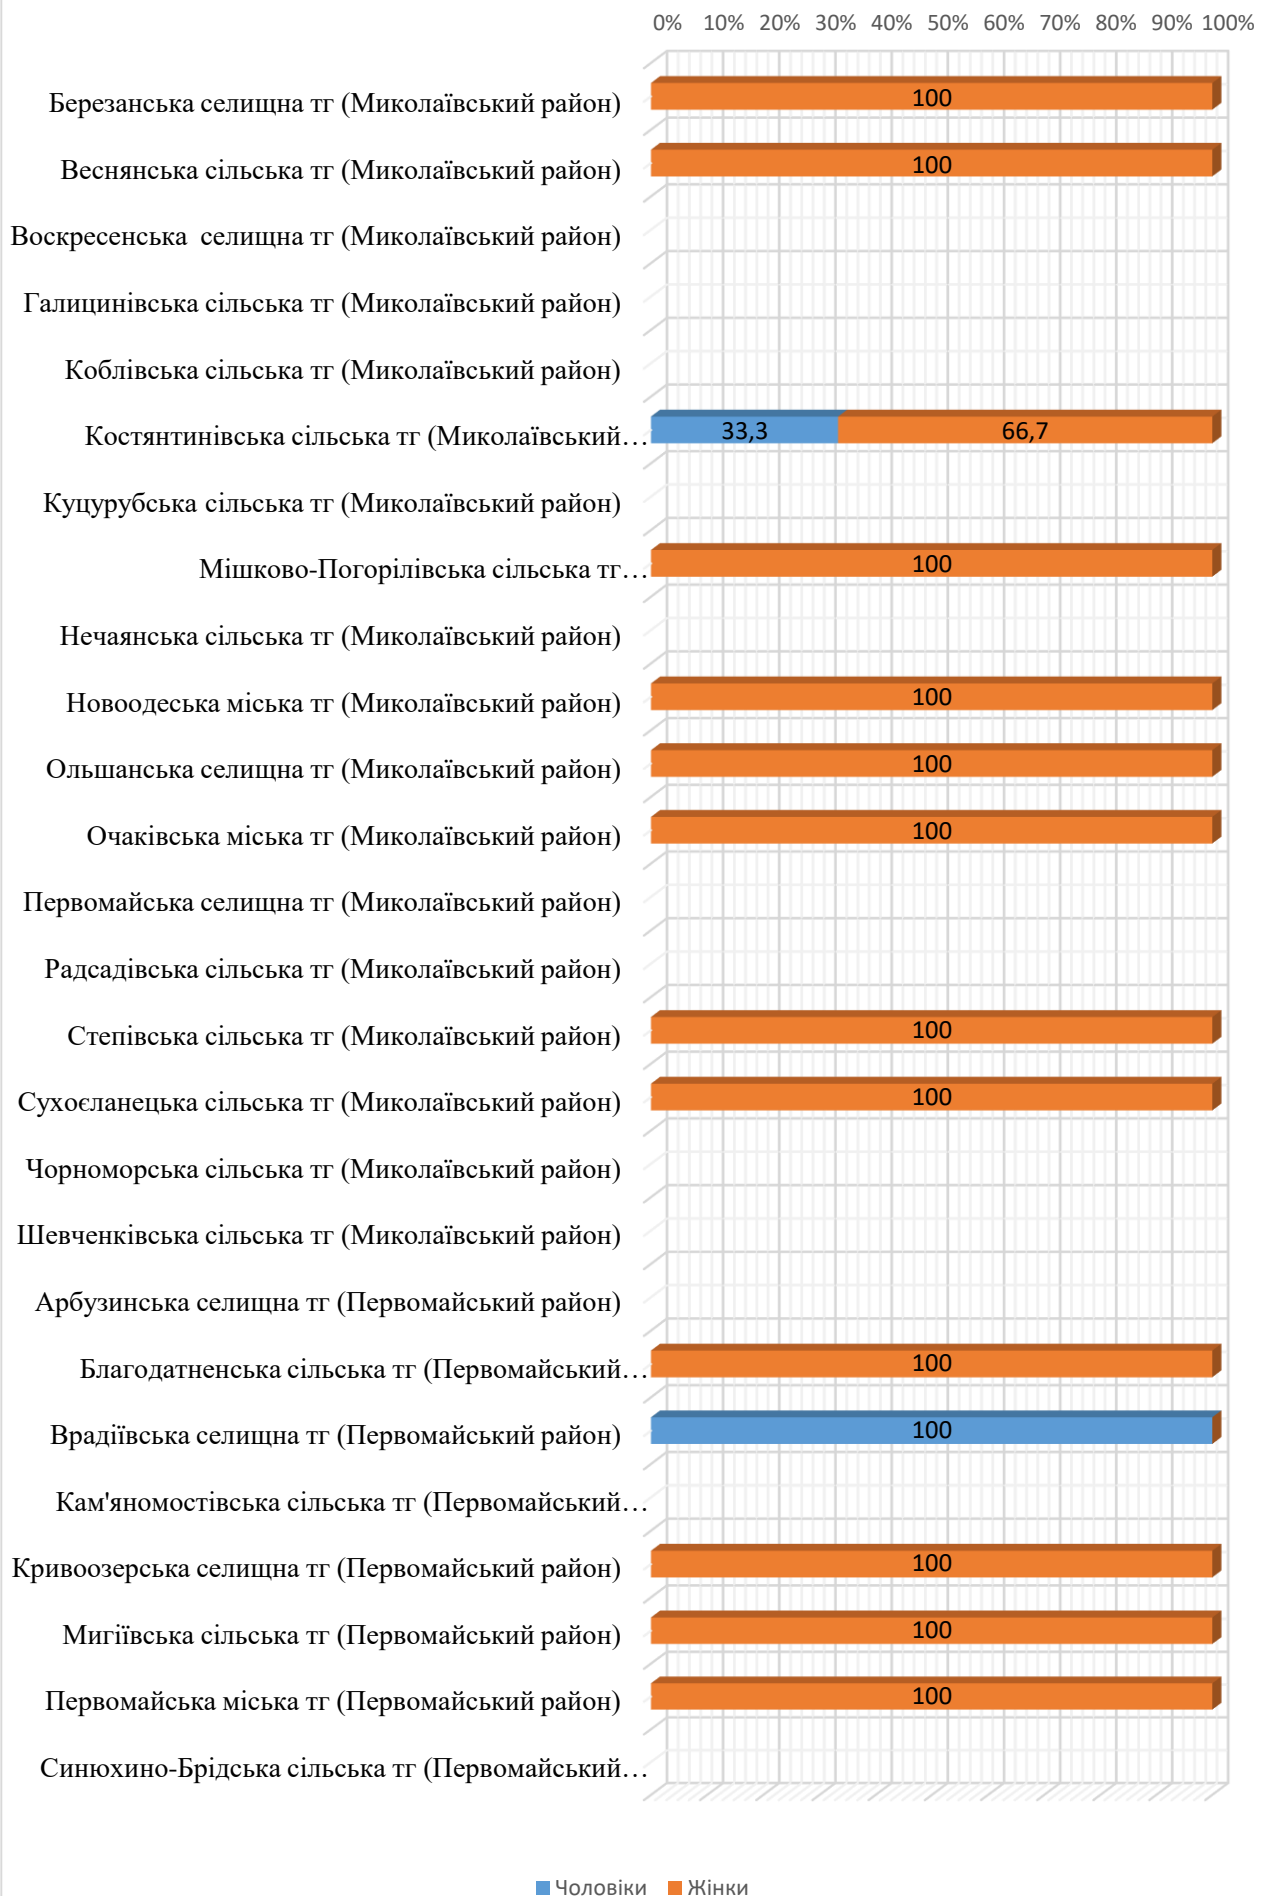 0% 10% 20% 30% 40% 50% 60% 70% 80% 90% 100%
Березанська селищна тг (Миколаївський район) 100
Веснянська сільська тг (Миколаївський район) 100
Воскресенська селищна тг (Миколаївський район)
Галицинівська сільська тг (Миколаївський район)
Коблівська сільська тг (Миколаївський район)
Костянтинівська сільська тг (Миколаївський… 33,3 66,7
Куцурубська сільська тг (Миколаївський район)
Мішково-Погорілівська сільська тг… 100
Нечаянська сільська тг (Миколаївський район)
Новоодеська міська тг (Миколаївський район) 100
Ольшанська селищна тг (Миколаївський район) 100
Очаківська міська тг (Миколаївський район) 100
Первомайська селищна тг (Миколаївський район)
Радсадівська сільська тг (Миколаївський район)
Степівська сільська тг (Миколаївський район) 100
Сухоєланецька сільська тг (Миколаївський район) 100
Чорноморська сільська тг (Миколаївський район)
Шевченківська сільська тг (Миколаївський район)
Арбузинська селищна тг (Первомайський район)
Благодатненська сільська тг (Первомайський… 100
Врадіївська селищна тг (Первомайський район) 100
Кам'яномостівська сільська тг (Первомайський…
Кривоозерська селищна тг (Первомайський район) 100
Мигіївська сільська тг (Первомайський район) 100
Первомайська міська тг (Первомайський район) 100
Синюхино-Брідська сільська тг (Первомайський…
Чоловіки Жінки